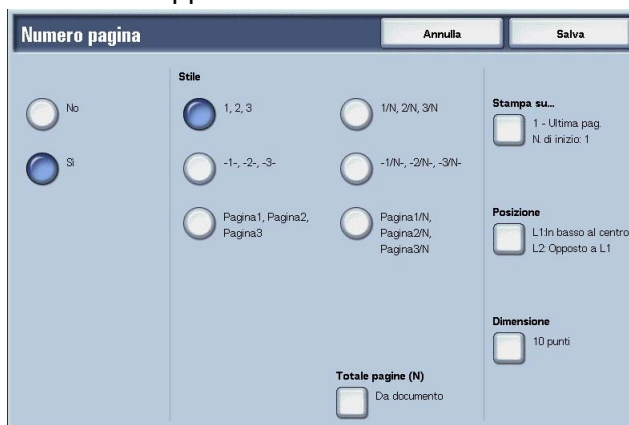 Numero pagina
Annulla
Salva
No
Sì
Stile
1, 2, 3
1/N, 2/N, 3/N
-1-, -2-, -3-
-1/N-, -2/N-, -3/N-
Pagina1, Pagina2,
Pagina3
Pagina1/N,
Pagina2/N,
Pagina3/N
Totale pagine (N)
Da documento
Stampa su...
1 - Ultima pag.
N. di inizio: 1
Posizione
L1:In basso al centro
L2: Opposto a L1
Dimensione
10 punti